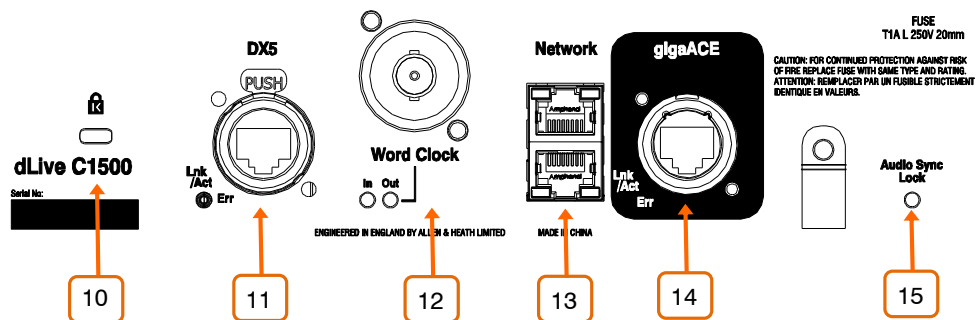 DX5
PUSH
Network
gigaACE
FUSE
T1A L 250V 20mm
CAUTION: FOR CONTINUED PROTECTION AGAINST RISK
OF FIRE REPLACE FUSE WITH SAME TYPE AND RATING.
ATTENTION: REMPLACER PAR UN FUSIBLE STRICTEMENT
IDENTIQUE EN VALEURS.
K
dLive C1500
Serial No:
Lnk
/Act
Err
Word Clock
In Out
Amphenol
Amphenol
Lnk
/Act
Err
Audio Sync
Lock
ENGINEERED IN ENGLAND BY ALLEN & HEATH LIMITED
MADE IN CHINA
10
11
12
13
14
15